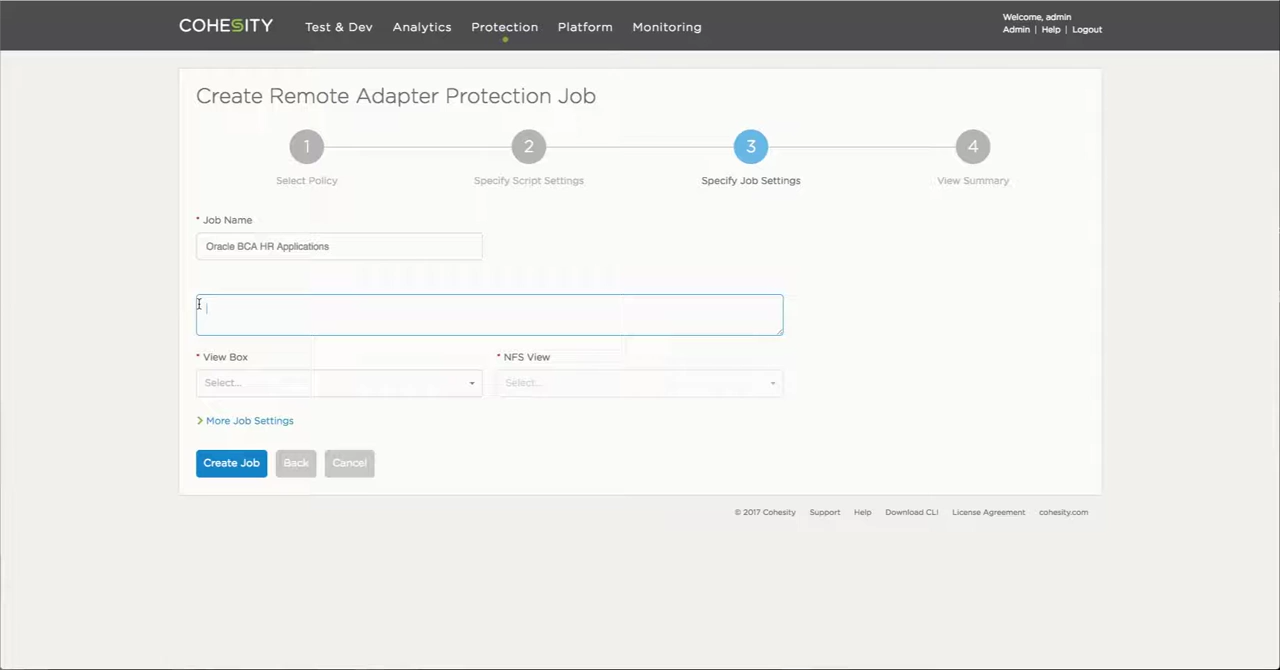 COHESITY Test & Dev Analytics Protection Platform Monitoring
Welcome, admin
Admin | Help | Logout
Create Remote Adapter Protection Job
1 2 3 4
Select Policy Specify Script Settings Specify Job Settings View Summary
* Job Name
Oracle BCA HR Applications
* View Box * NFS View
Select... Select...
More Job Settings
Create Job Back Cancel
© 2017 Cohesity Support Help Download CLI License Agreement cohesity.com